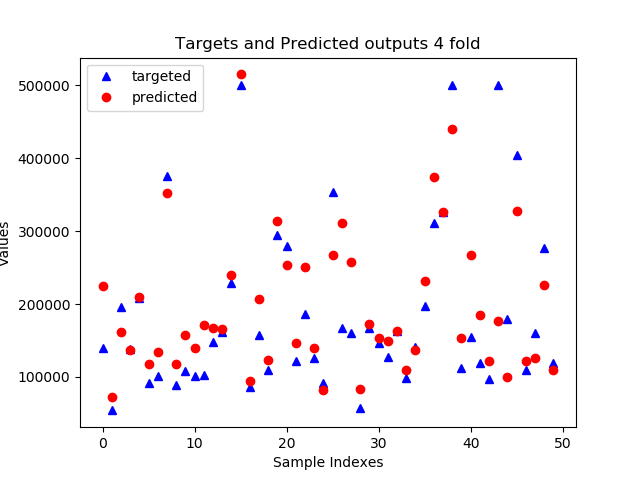 Targets and Predicted outputs 4 fold
targeted
predicted
500000
400000
300000
200000
100000
Values
0 10 20 30 40 50
Sample Indexes